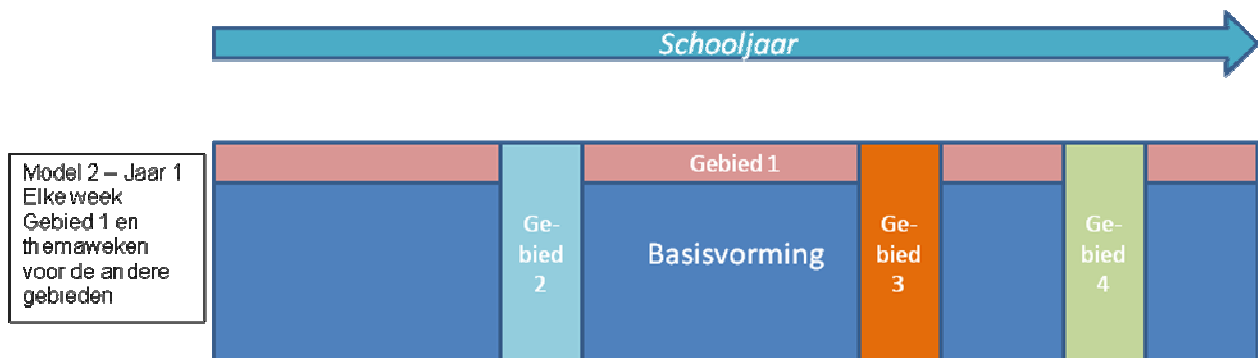 Schooljaar
Model 2 – Jaar 1
Elke week
Gebied 1 en
themaweken
voor de andere
gebieden
Gebied 1
Ge-
bied
2
Basisvorming
Ge-
bied
3
Ge-
bied
4